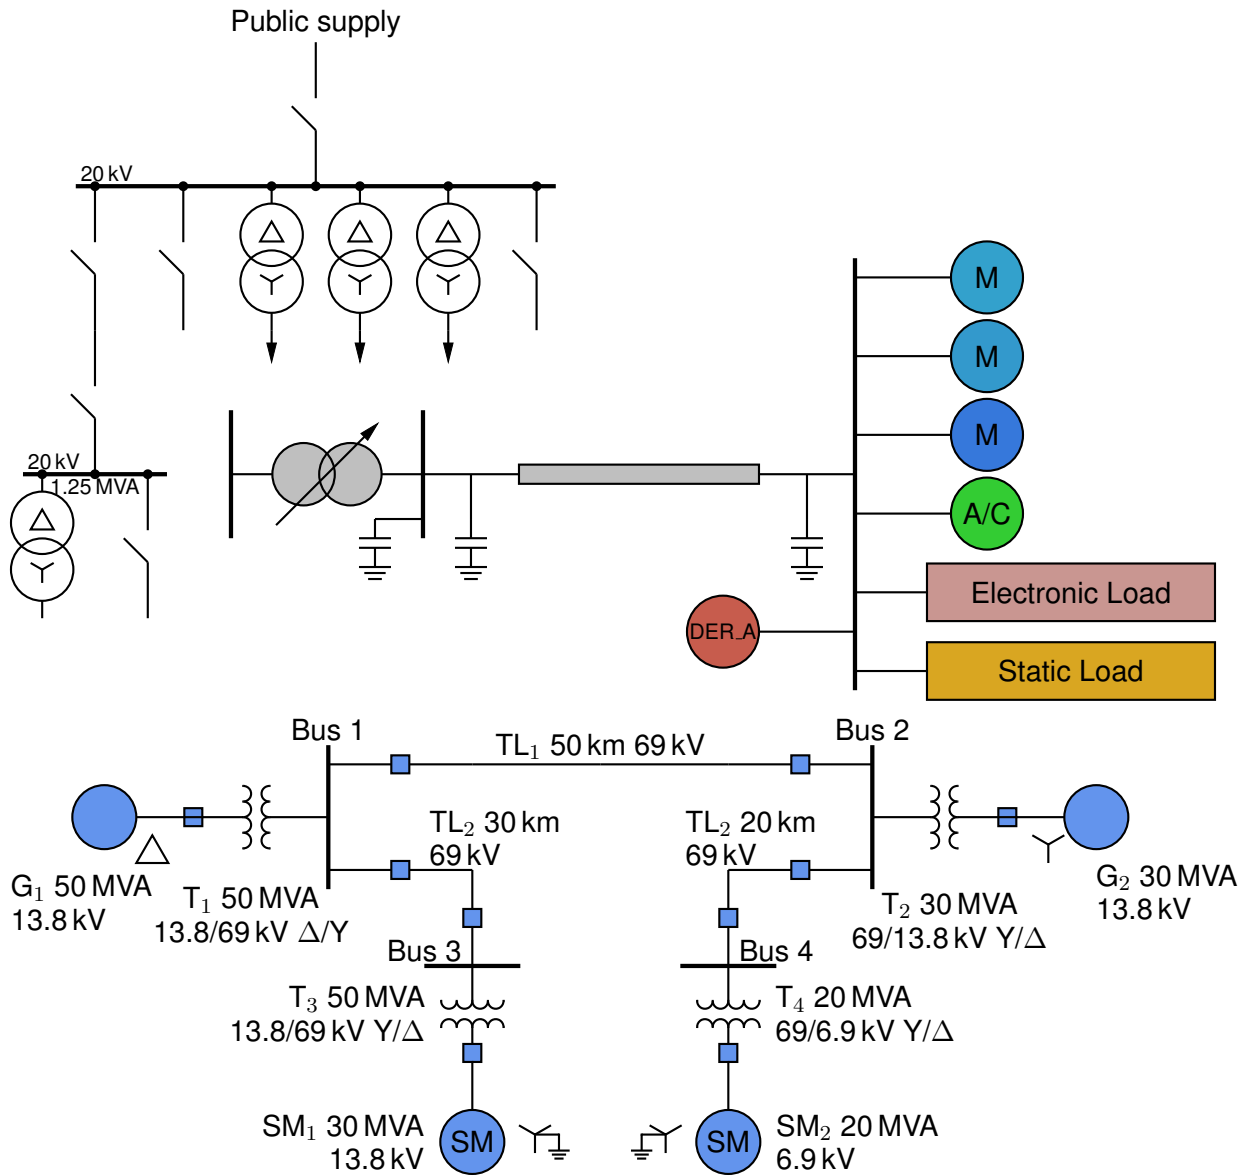 Public supply
20 kV
20 kV
1.25 MVA
M
M
M
A/C
Electronic Load
DER_A
Static Load
Bus 1
Bus 2
TL₁ 50 km 69 kV
TL₂ 30 km
69 kV
TL₂ 20 km
69 kV
G₁ 50 MVA
13.8 kV
T₁ 50 MVA
13.8/69 kV Δ/Y
T₂ 30 MVA
69/13.8 kV Y/Δ
G₂ 30 MVA
13.8 kV
Bus 3
Bus 4
T₃ 50 MVA
13.8/69 kV Y/Δ
T₄ 20 MVA
69/6.9 kV Y/Δ
SM₁ 30 MVA
13.8 kV
SM
SM
SM₂ 20 MVA
6.9 kV